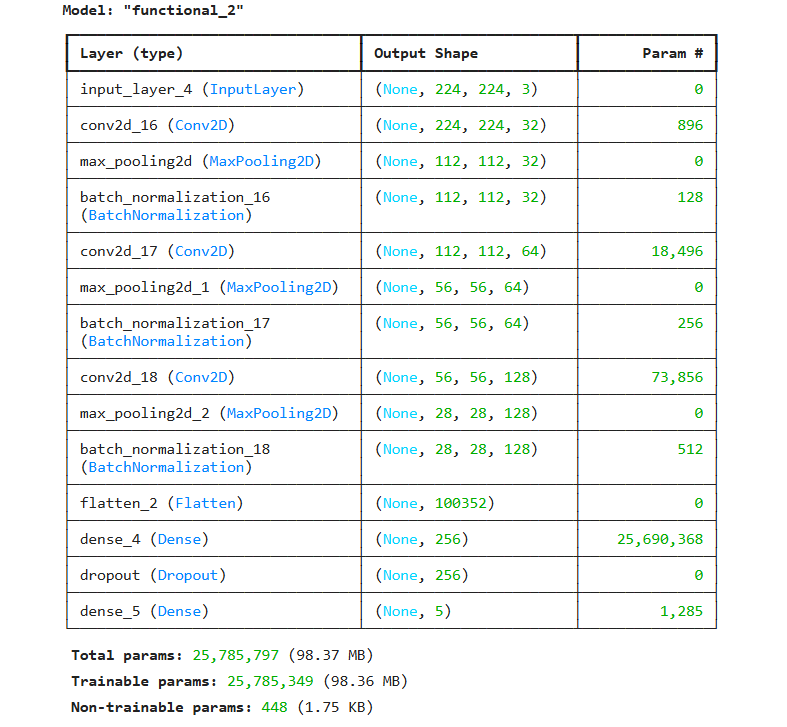 Model: "functional_2"
Layer (type) Output Shape Param #
input_layer_4 (InputLayer) (None, 224, 224, 3) 0
conv2d_16 (Conv2D) (None, 224, 224, 32) 896
max_pooling2d (MaxPooling2D) (None, 112, 112, 32) 0
batch_normalization_16 (None, 112, 112, 32) 128
(BatchNormalization)
conv2d_17 (Conv2D) (None, 112, 112, 64) 18,496
max_pooling2d_1 (MaxPooling2D) (None, 56, 56, 64) 0
batch_normalization_17 (None, 56, 56, 64) 256
(BatchNormalization)
conv2d_18 (Conv2D) (None, 56, 56, 128) 73,856
max_pooling2d_2 (MaxPooling2D) (None, 28, 28, 128) 0
batch_normalization_18 (None, 28, 28, 128) 512
(BatchNormalization)
flatten_2 (Flatten) (None, 100352) 0
dense_4 (Dense) (None, 256) 25,690,368
dropout (Dropout) (None, 256) 0
dense_5 (Dense) (None, 5) 1,285
Total params: 25,785,797 (98.37 MB)
Trainable params: 25,785,349 (98.36 MB)
Non-trainable params: 448 (1.75 KB)